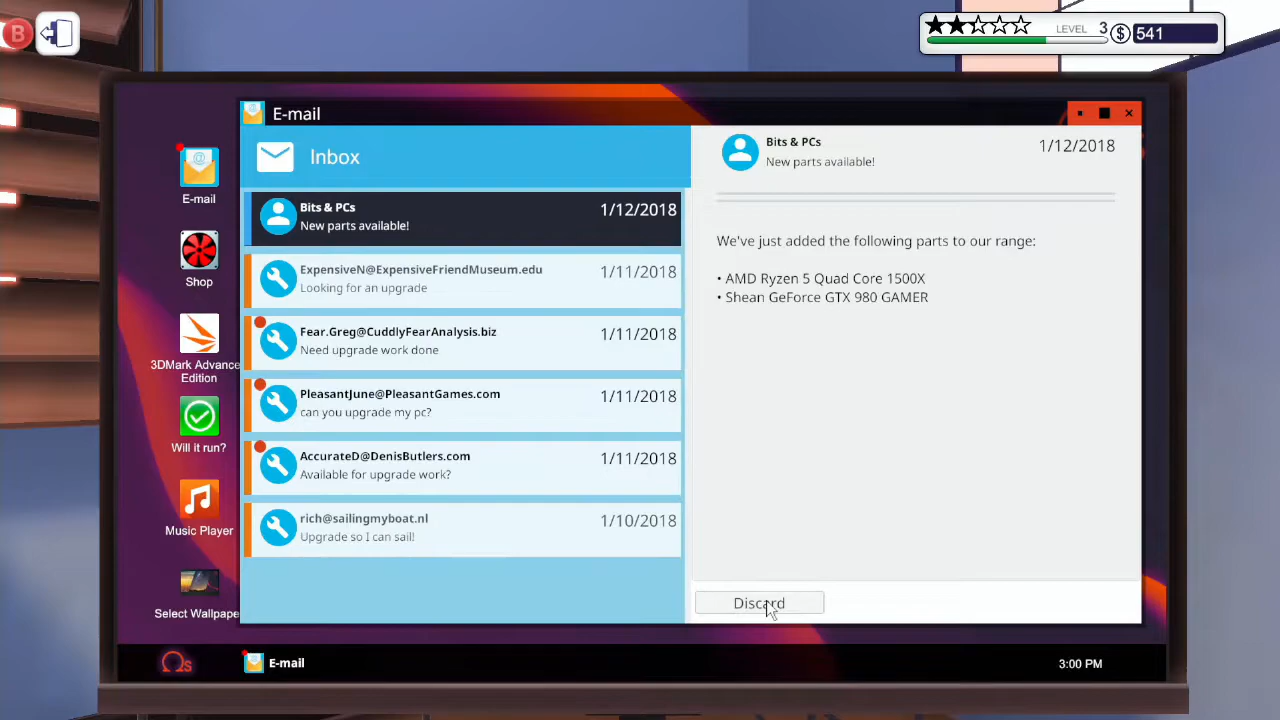 B
LEVEL 3
$ 541
E-mail
Shop
3DMark Advance
Edition
Will it run?
Music Player
Select Wallpape
E-mail
Inbox
Bits & PCs
1/12/2018
New parts available!
ExpensiveN@ExpensiveFriendMuseum.edu
1/11/2018
Looking for an upgrade
Fear.Greg@CuddlyFearAnalysis.biz
1/11/2018
Need upgrade work done
PleasantJune@PleasantGames.com
1/11/2018
can you upgrade my pc?
AccurateD@DenisButlers.com
1/11/2018
Available for upgrade work?
rich@sailingmyboat.nl
1/10/2018
Upgrade so I can sail!
Bits & PCs
1/12/2018
New parts available!
We've just added the following parts to our range:
• AMD Ryzen 5 Quad Core 1500X
• Shean GeForce GTX 980 GAMER
Discard
Ωs
E-mail
3:00 PM